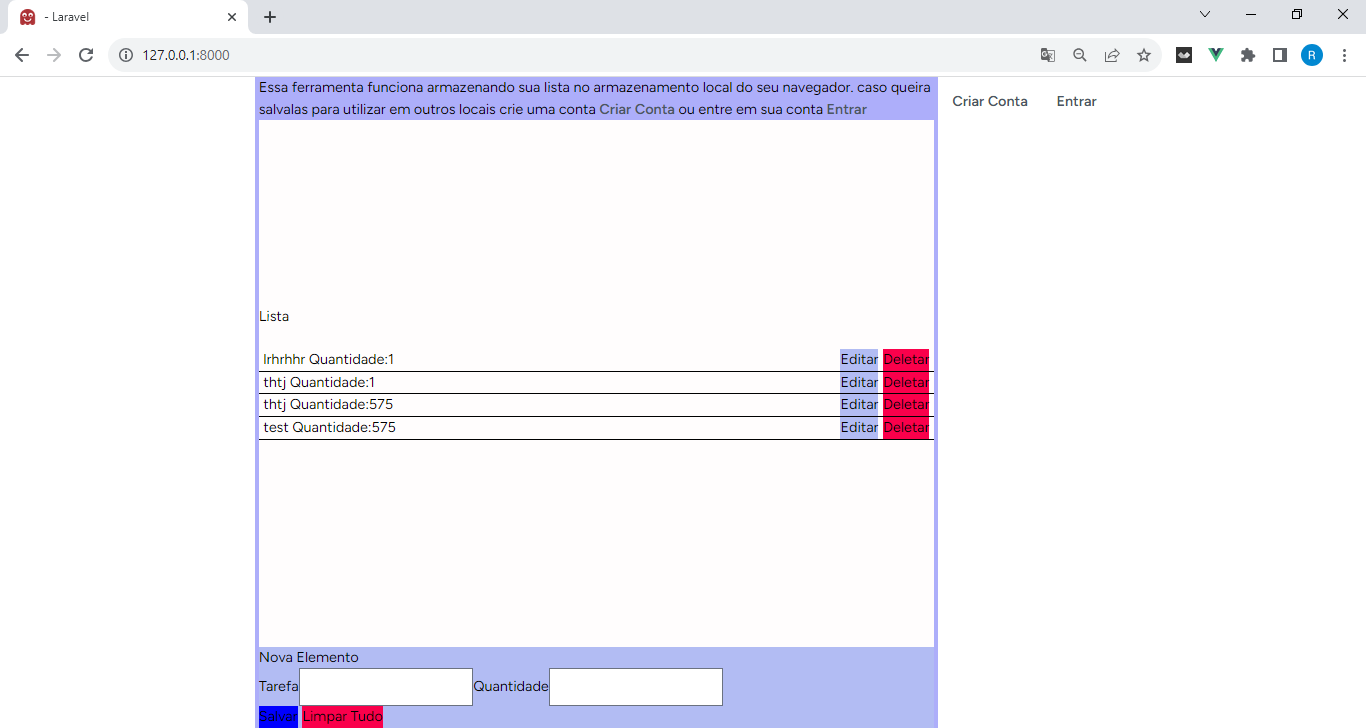 - Laravel
127.0.0.1:8000
R
Essa ferramenta funciona armazenando sua lista no armazenamento local do seu navegador. caso queira
salvalas para utilizar em outros locais crie uma conta Criar Conta ou entre em sua conta Entrar
Criar Conta Entrar
Lista
lrhrhhr Quantidade:1 Editar Deletar
thtj Quantidade:1 Editar Deletar
thtj Quantidade:575 Editar Deletar
test Quantidade:575 Editar Deletar
Nova Elemento
Tarefa Quantidade
Salvar Limpar Tudo